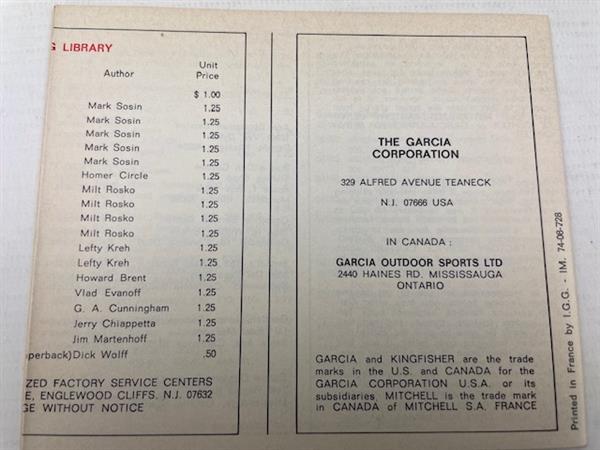 G LIBRARY
Author Unit Price
$ 1.00
Mark Sosin 1.25
Mark Sosin 1.25
Mark Sosin 1.25
Mark Sosin 1.25
Mark Sosin 1.25
Homer Circle 1.25
Milt Rosko 1.25
Milt Rosko 1.25
Milt Rosko 1.25
Milt Rosko 1.25
Lefty Kreh 1.25
Lefty Kreh 1.25
Howard Brent 1.25
Vlad Evanoff 1.25
G. A. Cunningham 1.25
Jerry Chiappetta 1.25
Jim Martenhoff 1.25
aperback) Dick Wolff .50
ZED FACTORY SERVICE CENTERS
E, ENGLEWOOD CLIFFS. N.J. 07632
GE WITHOUT NOTICE
THE GARCIA
CORPORATION
329 ALFRED AVENUE TEANECK
N.J. 07666 USA
IN CANADA :
GARCIA OUTDOOR SPORTS LTD
2440 HAINES RD. MISSISSAUGA
ONTARIO
GARCIA and KINGFISHER are the trade
marks in the U.S. and CANADA for the
GARCIA CORPORATION U.S.A. or its
subsidiaries. MITCHELL is the trade mark
in CANADA of MITCHELL S.A. FRANCE
Printed in France by I.G.G. - IM. 74-06-728